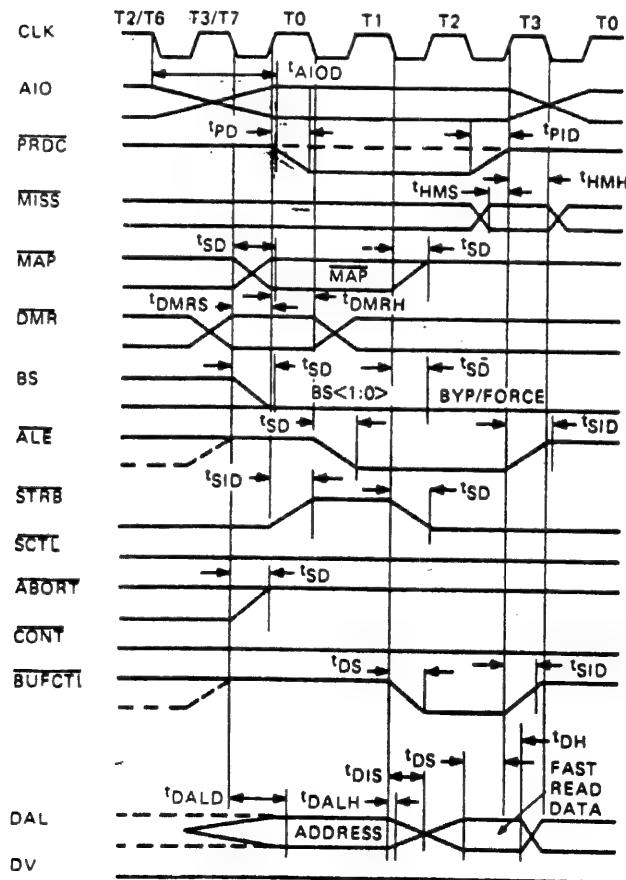 T2/T6 T3/T7 T0 T1 T2 T3 T0
CLK
tAIOD
AIO
tPD tPID
PRDC
tHMS tHMH
MISS
tSD tSD
MAP MAP
tDMRS tDMRH
DMR
tSD tSD
BS BS<1:0> BYP/FORCE
tSD tSID
ALE
tSID tSD
STRB
SCTL
tSD
ABORT
CONT
tDS tSID
BUFCTL
tDH
tDIS tDS FAST
tDALD tDALH READ
DATA
DAL ADDRESS
DV